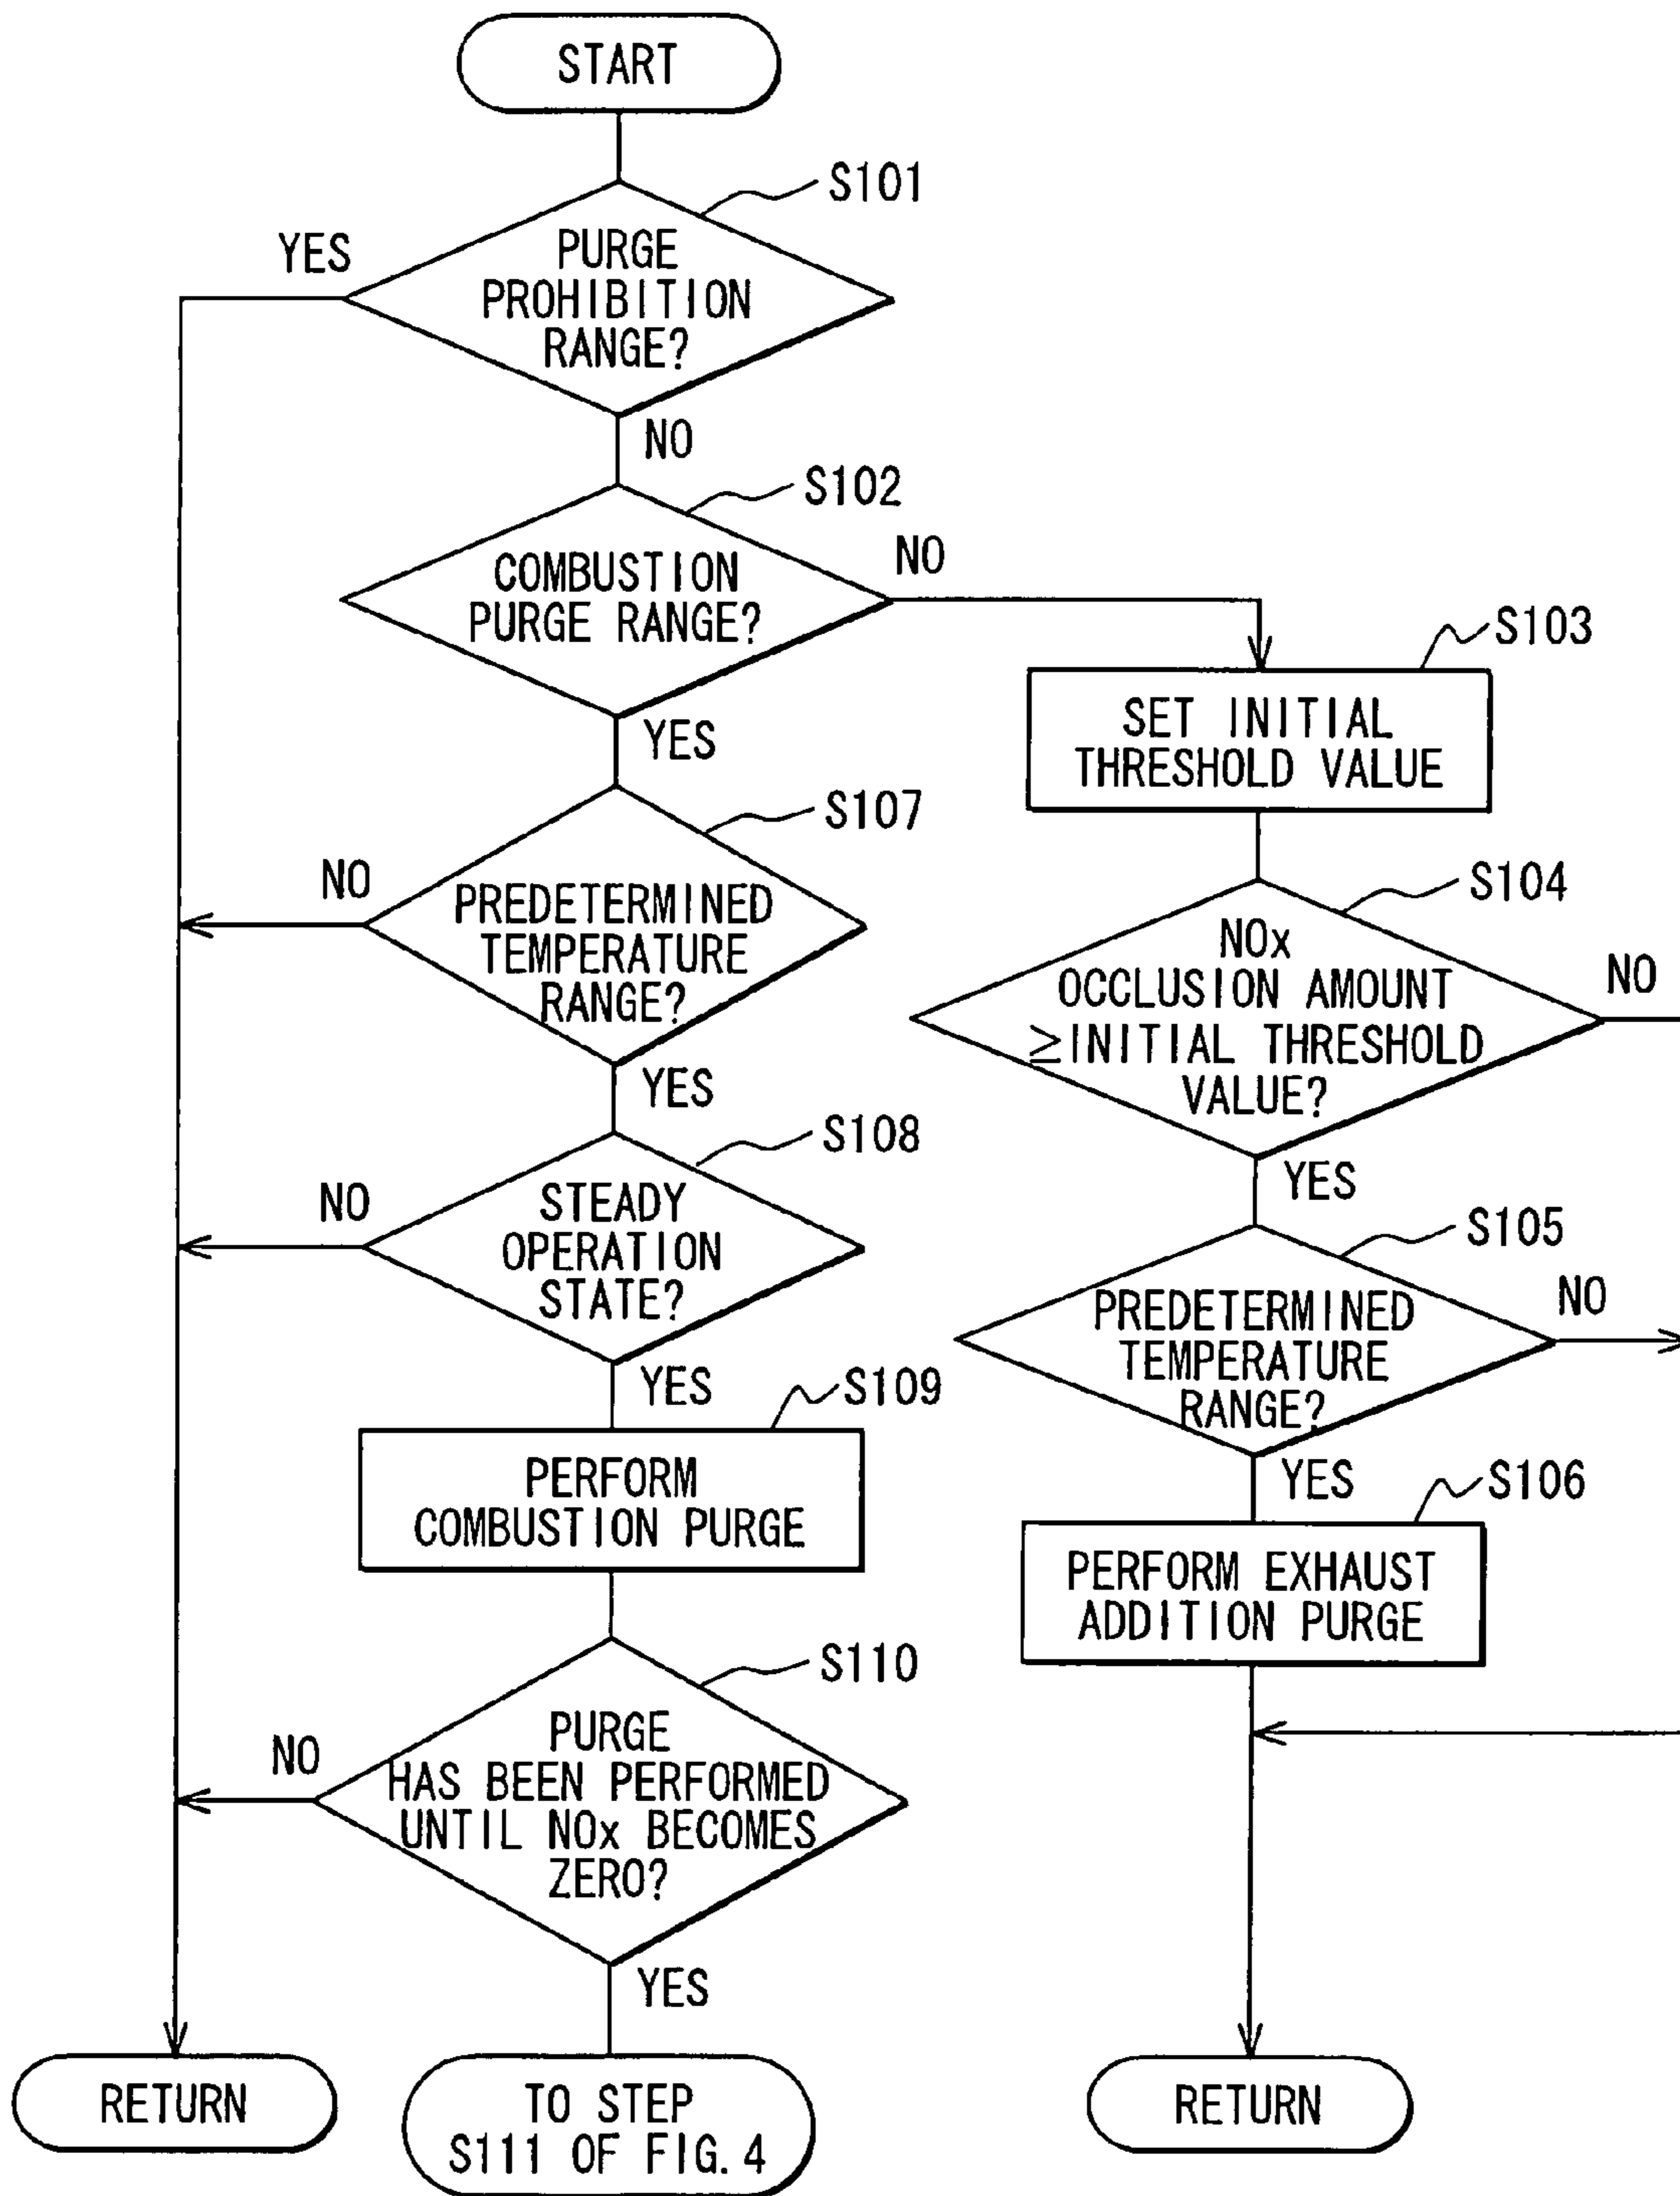 START
S101
YES
PURGE
PROHIBITION
RANGE?
NO
S102
COMBUSTION
PURGE RANGE?
NO
YES
S103
SET INITIAL
THRESHOLD VALUE
S104
NOx
OCCLUSION AMOUNT
≥INITIAL THRESHOLD
VALUE?
NO
YES
S105
PREDETERMINED
TEMPERATURE
RANGE?
NO
YES
S106
PERFORM EXHAUST
ADDITION PURGE
RETURN
S107
NO
PREDETERMINED
TEMPERATURE
RANGE?
YES
S108
NO
STEADY
OPERATION
STATE?
YES
S109
PERFORM
COMBUSTION PURGE
S110
NO
PURGE
HAS BEEN PERFORMED
UNTIL NOx BECOMES
ZERO?
YES
RETURN
TO STEP
S111 OF FIG. 4